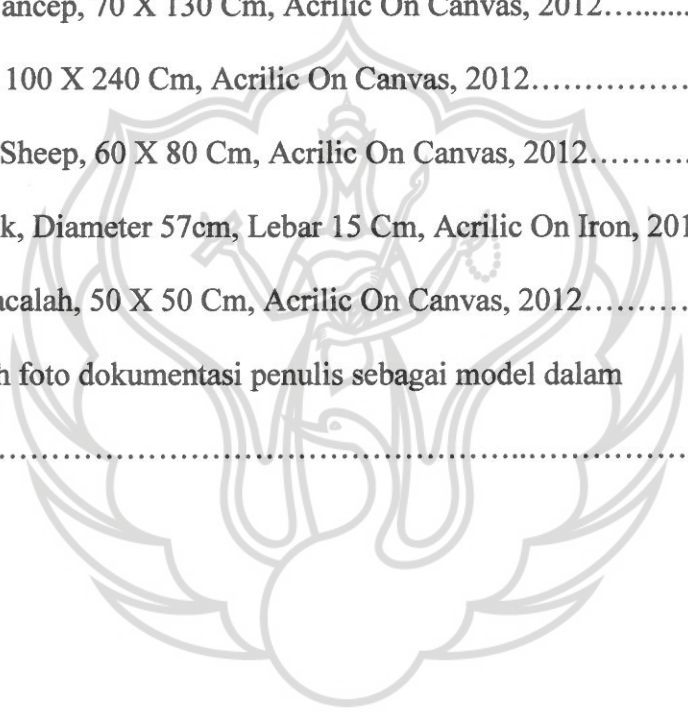 ancep, 70 X 130 Cm, Acrilic On Canvas, 2012…......
100 X 240 Cm, Acrilic On Canvas, 2012……………
Sheep, 60 X 80 Cm, Acrilic On Canvas, 2012………
k, Diameter 57cm, Lebar 15 Cm, Acrilic On Iron, 201
acalah, 50 X 50 Cm, Acrilic On Canvas, 2012………
h foto dokumentasi penulis sebagai model dalam
………………………………………………………